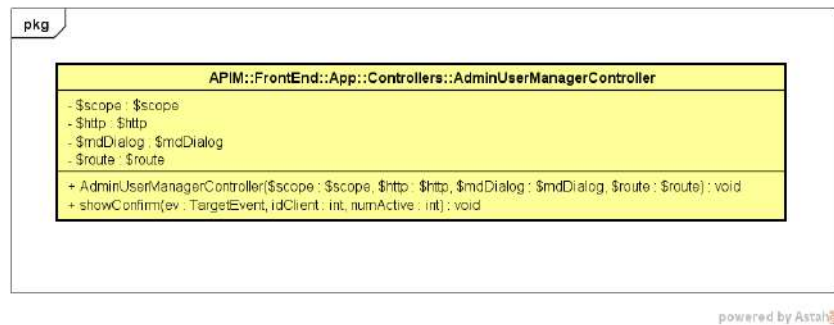 pkg
APIM::FrontEnd::App::Controllers::AdminUserManagerController
- $scope : $scope
- $http : $http
- $mdDialog : $mdDialog
- $route : $route
+ AdminUserManagerController($scope : $scope, $http : $http, $mdDialog : $mdDialog, $route : $route) : void
+ showConfirm(ev : TargetEvent, idClient : int, numActive : int) : void
powered by Astah